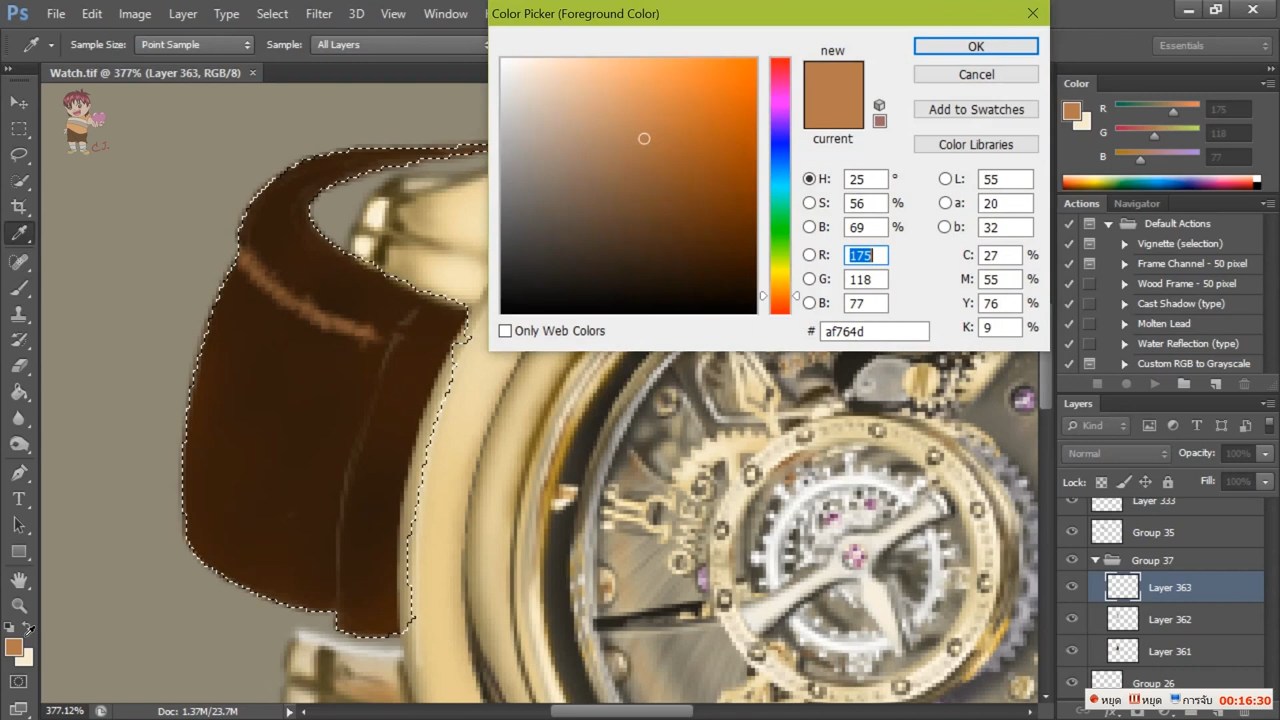 Ps File Edit Image Layer Type Select Filter 3D View Window
Color Picker (Foreground Color)
Sample Size: Point Sample Sample: All Layers
Essentials
Watch.tif @ 377% (Layer 363, RGB/8)
new
current
OK
Cancel
Add to Swatches
Color Libraries
H: 25 °
S: 56 %
B: 69 %
R: 175
G: 118
B: 77
# af764d
L: 55
a: 20
b: 32
C: 27 %
M: 55 %
Y: 76 %
K: 9 %
Only Web Colors
Color
R 175
G 118
B 77
Actions Navigator
Default Actions
Vignette (selection)
Frame Channel - 50 pixel
Wood Frame - 50 pixel
Cast Shadow (type)
Molten Lead
Water Reflection (type)
Custom RGB to Grayscale
Layers
Kind
Normal Opacity: 100%
Lock: Fill: 100%
Layer 333
Group 35
Group 37
Layer 363
Layer 362
Layer 361
Group 26
OMEGSA
C.J.
377.12% Doc: 1.37M/23.7M
หยุด หยุด การจับ 00:16:30